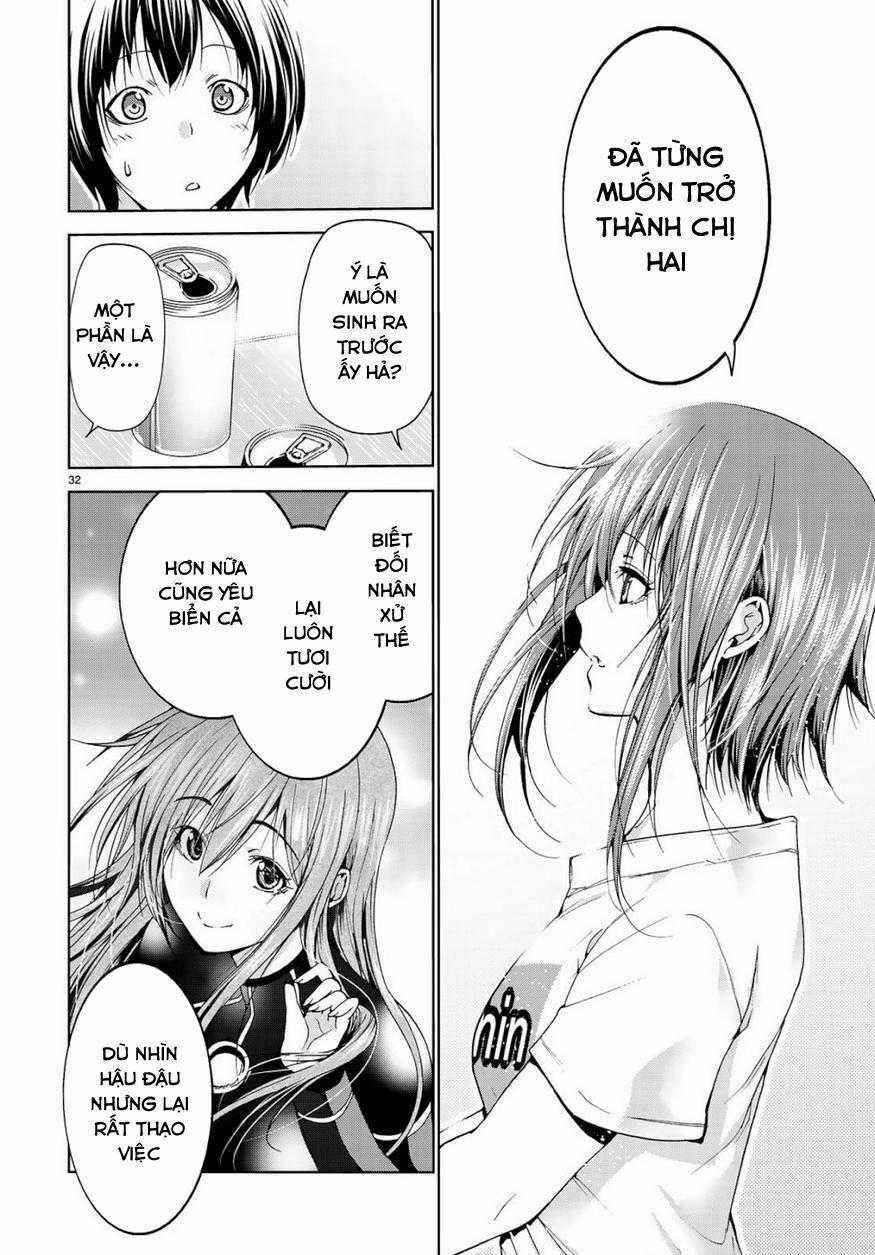 ĐÃ TỪNG
MUỐN TRỞ
THÀNH CHỊ
HAI
Ý LÀ
MUỐN
SINH RA
TRƯỚC
ẤY HẢ?
MỘT
PHẦN LÀ
VẬY...
32
BIẾT
ĐỐI
NHÂN
XỬ
THẾ
LẠI
LUÔN
TƯƠI
CƯỜI
HƠN NỮA
CŨNG YÊU
BIỂN CẢ
DÙ NHÌN
HẬU ĐẬU
NHƯNG LẠI
RẤT THẠO
VIỆC
hin